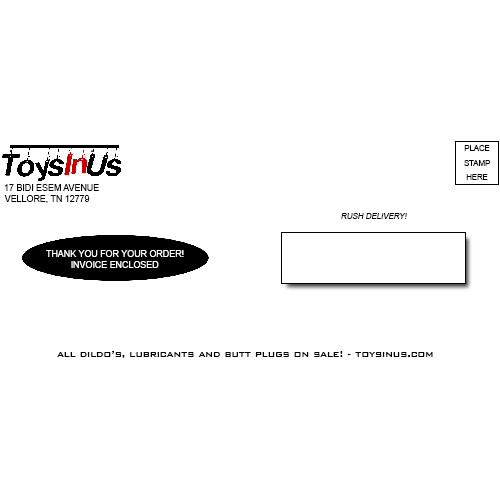 ToysInUs
17 BIDI ESEM AVENUE
VELLORE, TN 12779
PLACE
STAMP
HERE
RUSH DELIVERY!
THANK YOU FOR YOUR ORDER!
INVOICE ENCLOSED
ALL DILDO'S, LUBRICANTS AND BUTT PLUGS ON SALE! - TOYSINUS.COM